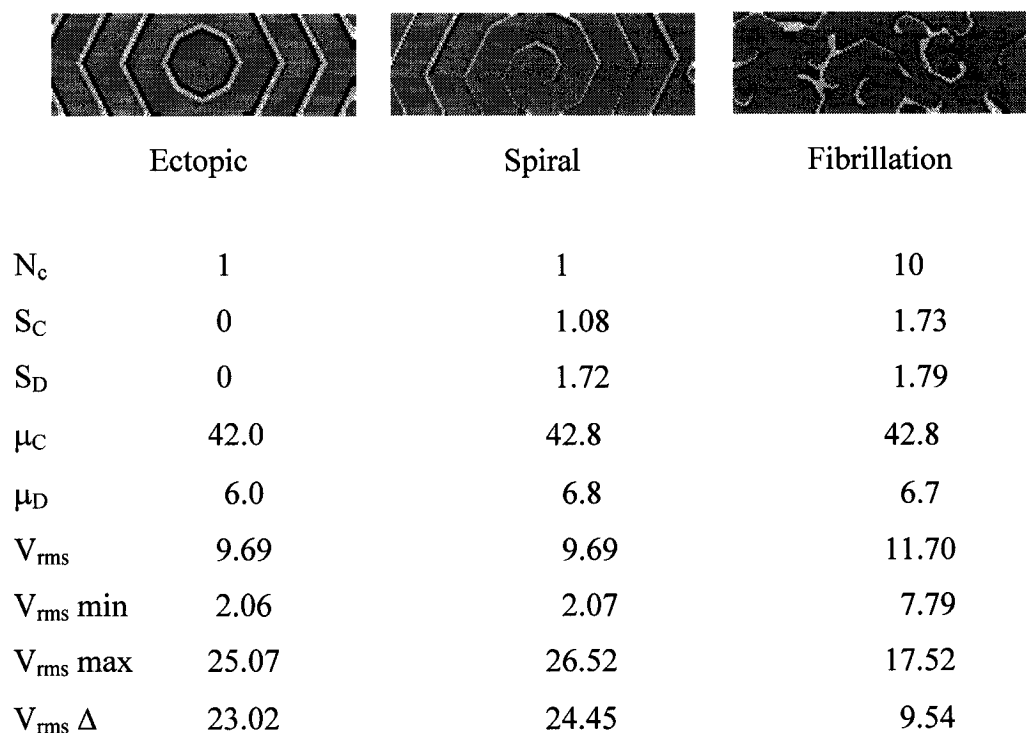 Ectopic Spiral Fibrillation
N_c 1 1 10
S_C 0 1.08 1.73
S_D 0 1.72 1.79
μ_C 42.0 42.8 42.8
μ_D 6.0 6.8 6.7
V_rms 9.69 9.69 11.70
V_rms min 2.06 2.07 7.79
V_rms max 25.07 26.52 17.52
V_rms Δ 23.02 24.45 9.54